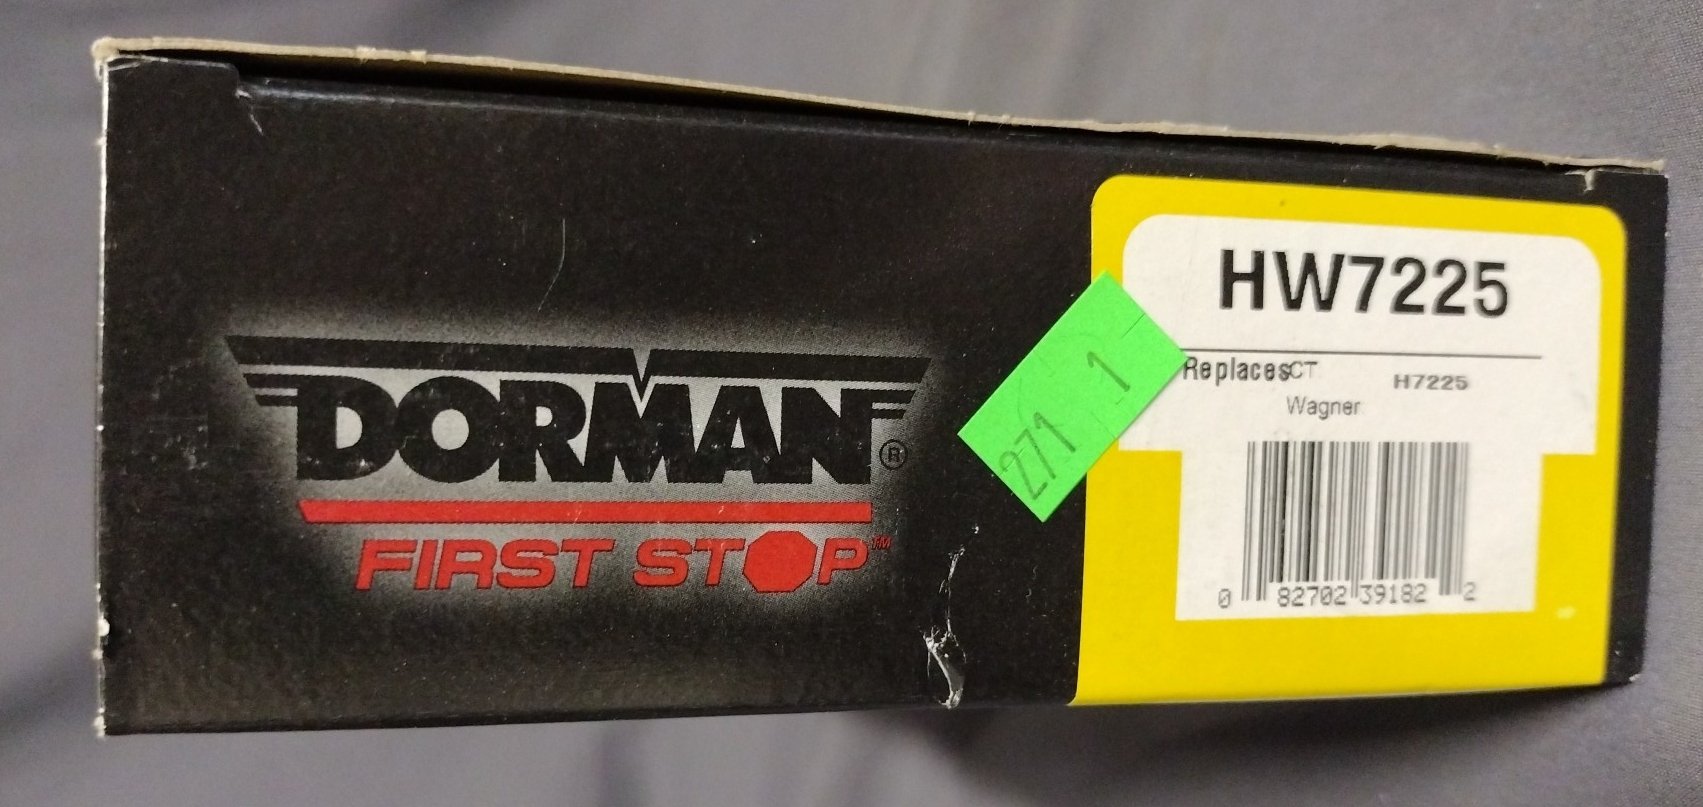 DORMAN®
FIRST STOP™
271 1
HW7225
Replaces CT. H7225
Wagner
0 82702 39182 2